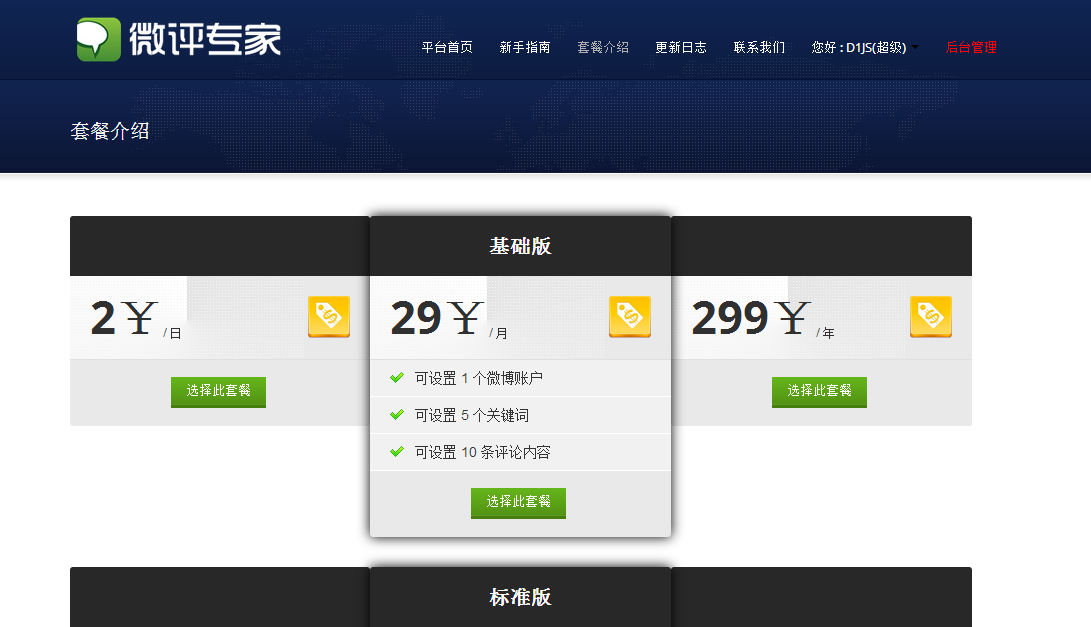 微评专家
平台首页 新手指南 套餐介绍 更新日志 联系我们 您好 : D1JS(超级) 后台管理
套餐介绍
基础版
2￥ / 日
29￥ / 月
299￥ / 年
可设置 1 个微博账户
可设置 5 个关键词
可设置 10 条评论内容
选择此套餐
选择此套餐
选择此套餐
标准版